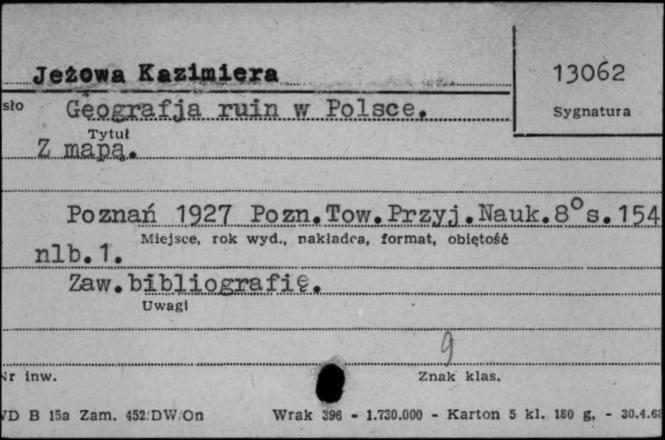 Jeżowa Kazimiera
13062
sło
Geografja ruin w Polsce.
Sygnatura
Tytuł
Z mapą.
Poznań 1927 Pozn.Tow.Przyj.Nauk.8°s.154
Miejsce, rok wyd., nakładca, format, objętość
nlb.1.
Zaw.bibliografię.
Uwagi
9
Nr inw.
Znak klas.
WD B 15a Zam. 452/DW/On Wrak 396 - 1.730.000 - Karton 5 kl. 180 g. - 30.4.68